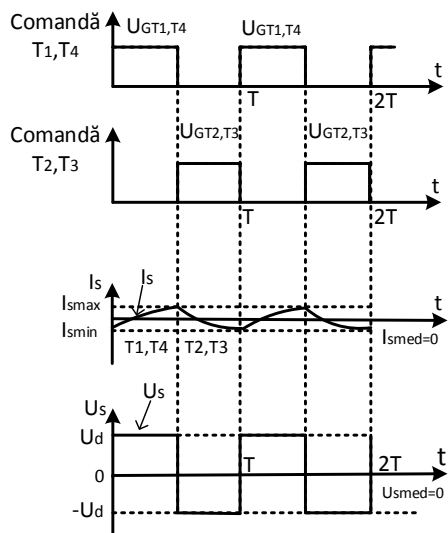 Comandă
T1,T4
UGT1,T4
UGT1,T4
t
T
2T
Comandă
T2,T3
UGT2,T3
UGT2,T3
t
T
2T
Is
Is
Ismax
Ismin
T1,T4
T2,T3
t
Ismed=0
Us
Us
Ud
0
-Ud
T
2T
t
Usmed=0